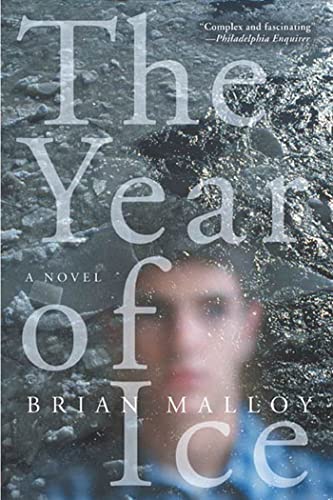 "Complex and fascinating
—Philadelphia Enquirer
The
Year
A NOVEL
of
BRIAN MALLOY
Ice